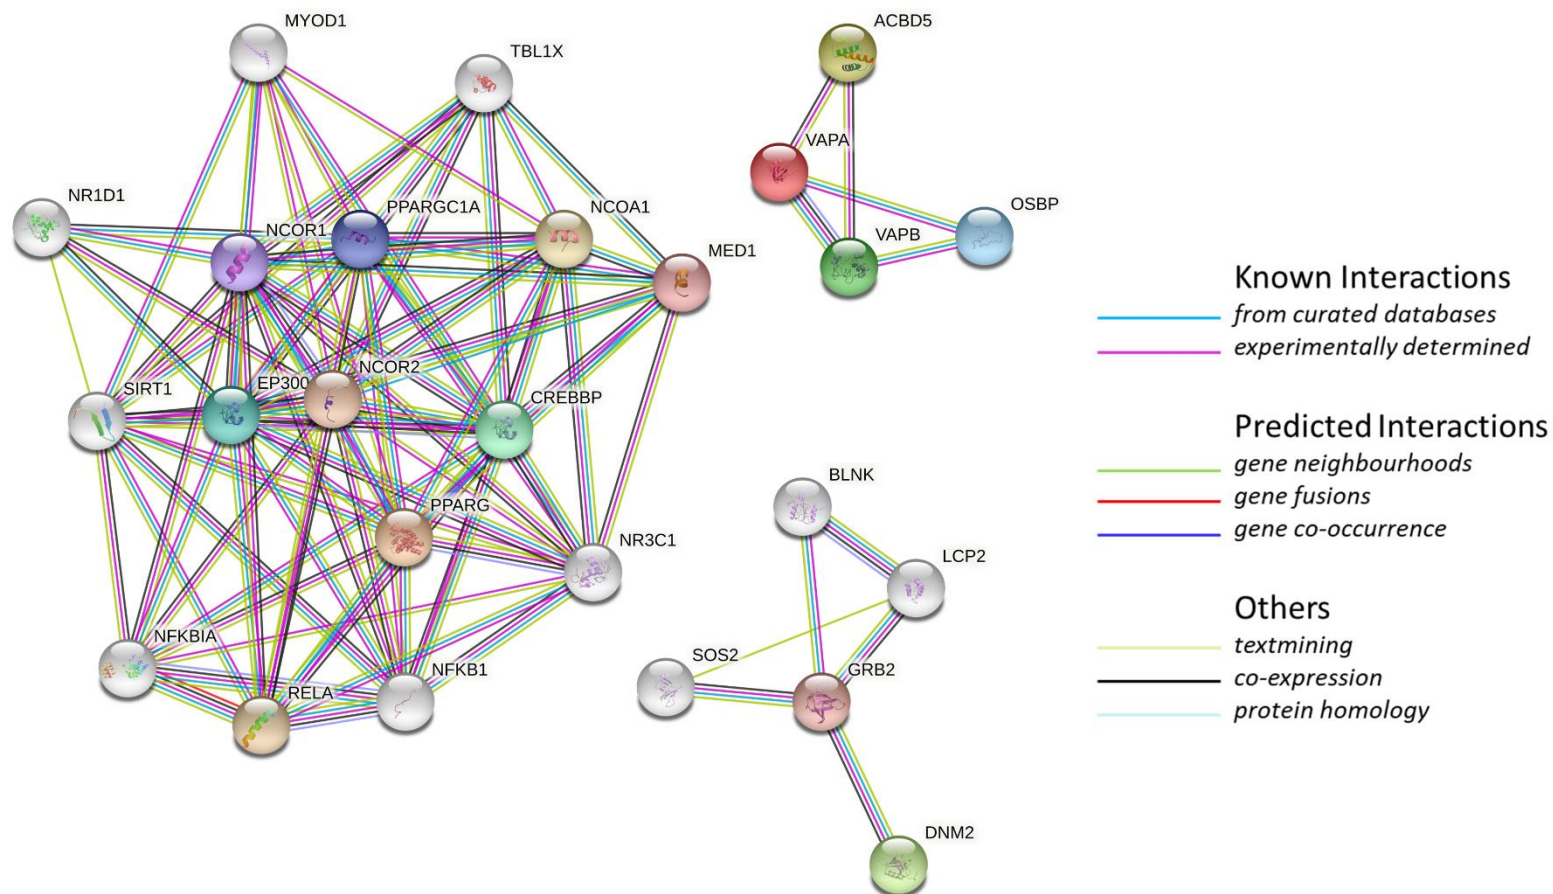 MYOD1
TBL1X
ACBD5
VAPA
NR1D1
PPARGC1A
NCOA1
OSBP
NCOR1
VAPB
MED1
Known Interactions
from curated databases
experimentally determined
NCOR2
SIRT1
EP300
CREBBP
Predicted Interactions
gene neighbourhoods
gene fusions
gene co-occurrence
BLNK
PPARG
NR3C1
LCP2
Others
textmining
co-expression
protein homology
NFKBIA
SOS2
NFKB1
GRB2
RELA
DNM2